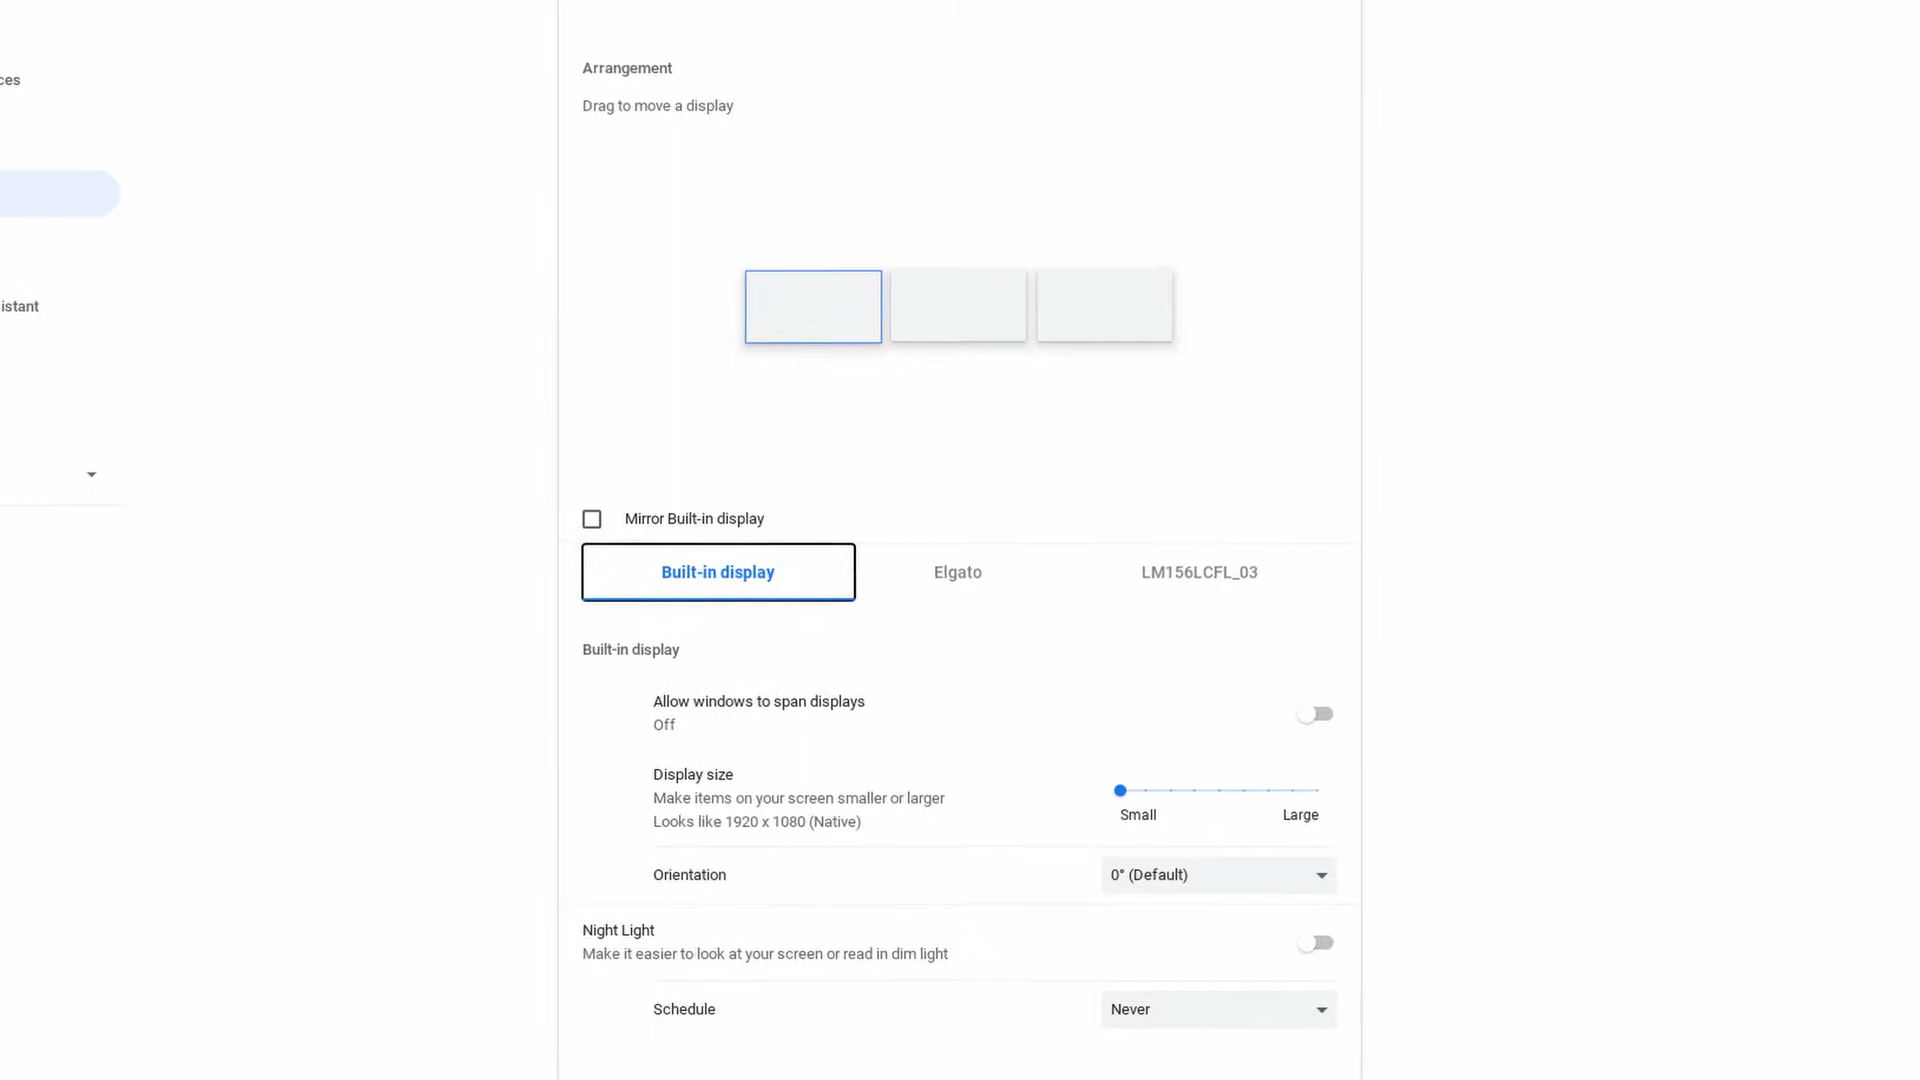 Arrangement
ces
Drag to move a display
istant
Mirror Built-in display
Built-in display
Elgato
LM156LCFL_03
Built-in display
Allow windows to span displays
Off
Display size
Make items on your screen smaller or larger
Looks like 1920 x 1080 (Native)
Small
Large
Orientation
0° (Default)
Night Light
Make it easier to look at your screen or read in dim light
Schedule
Never